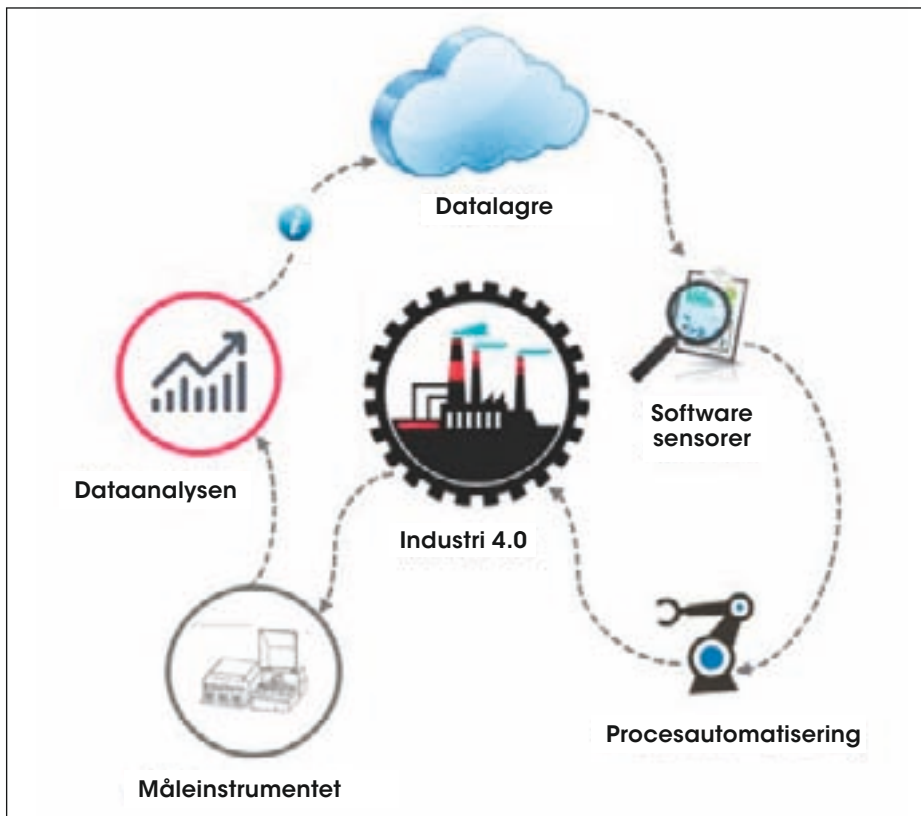 Datalagre
Software
sensorer
Dataanalysen
Industri 4.0
Procesautomatisering
Måleinstrumentet